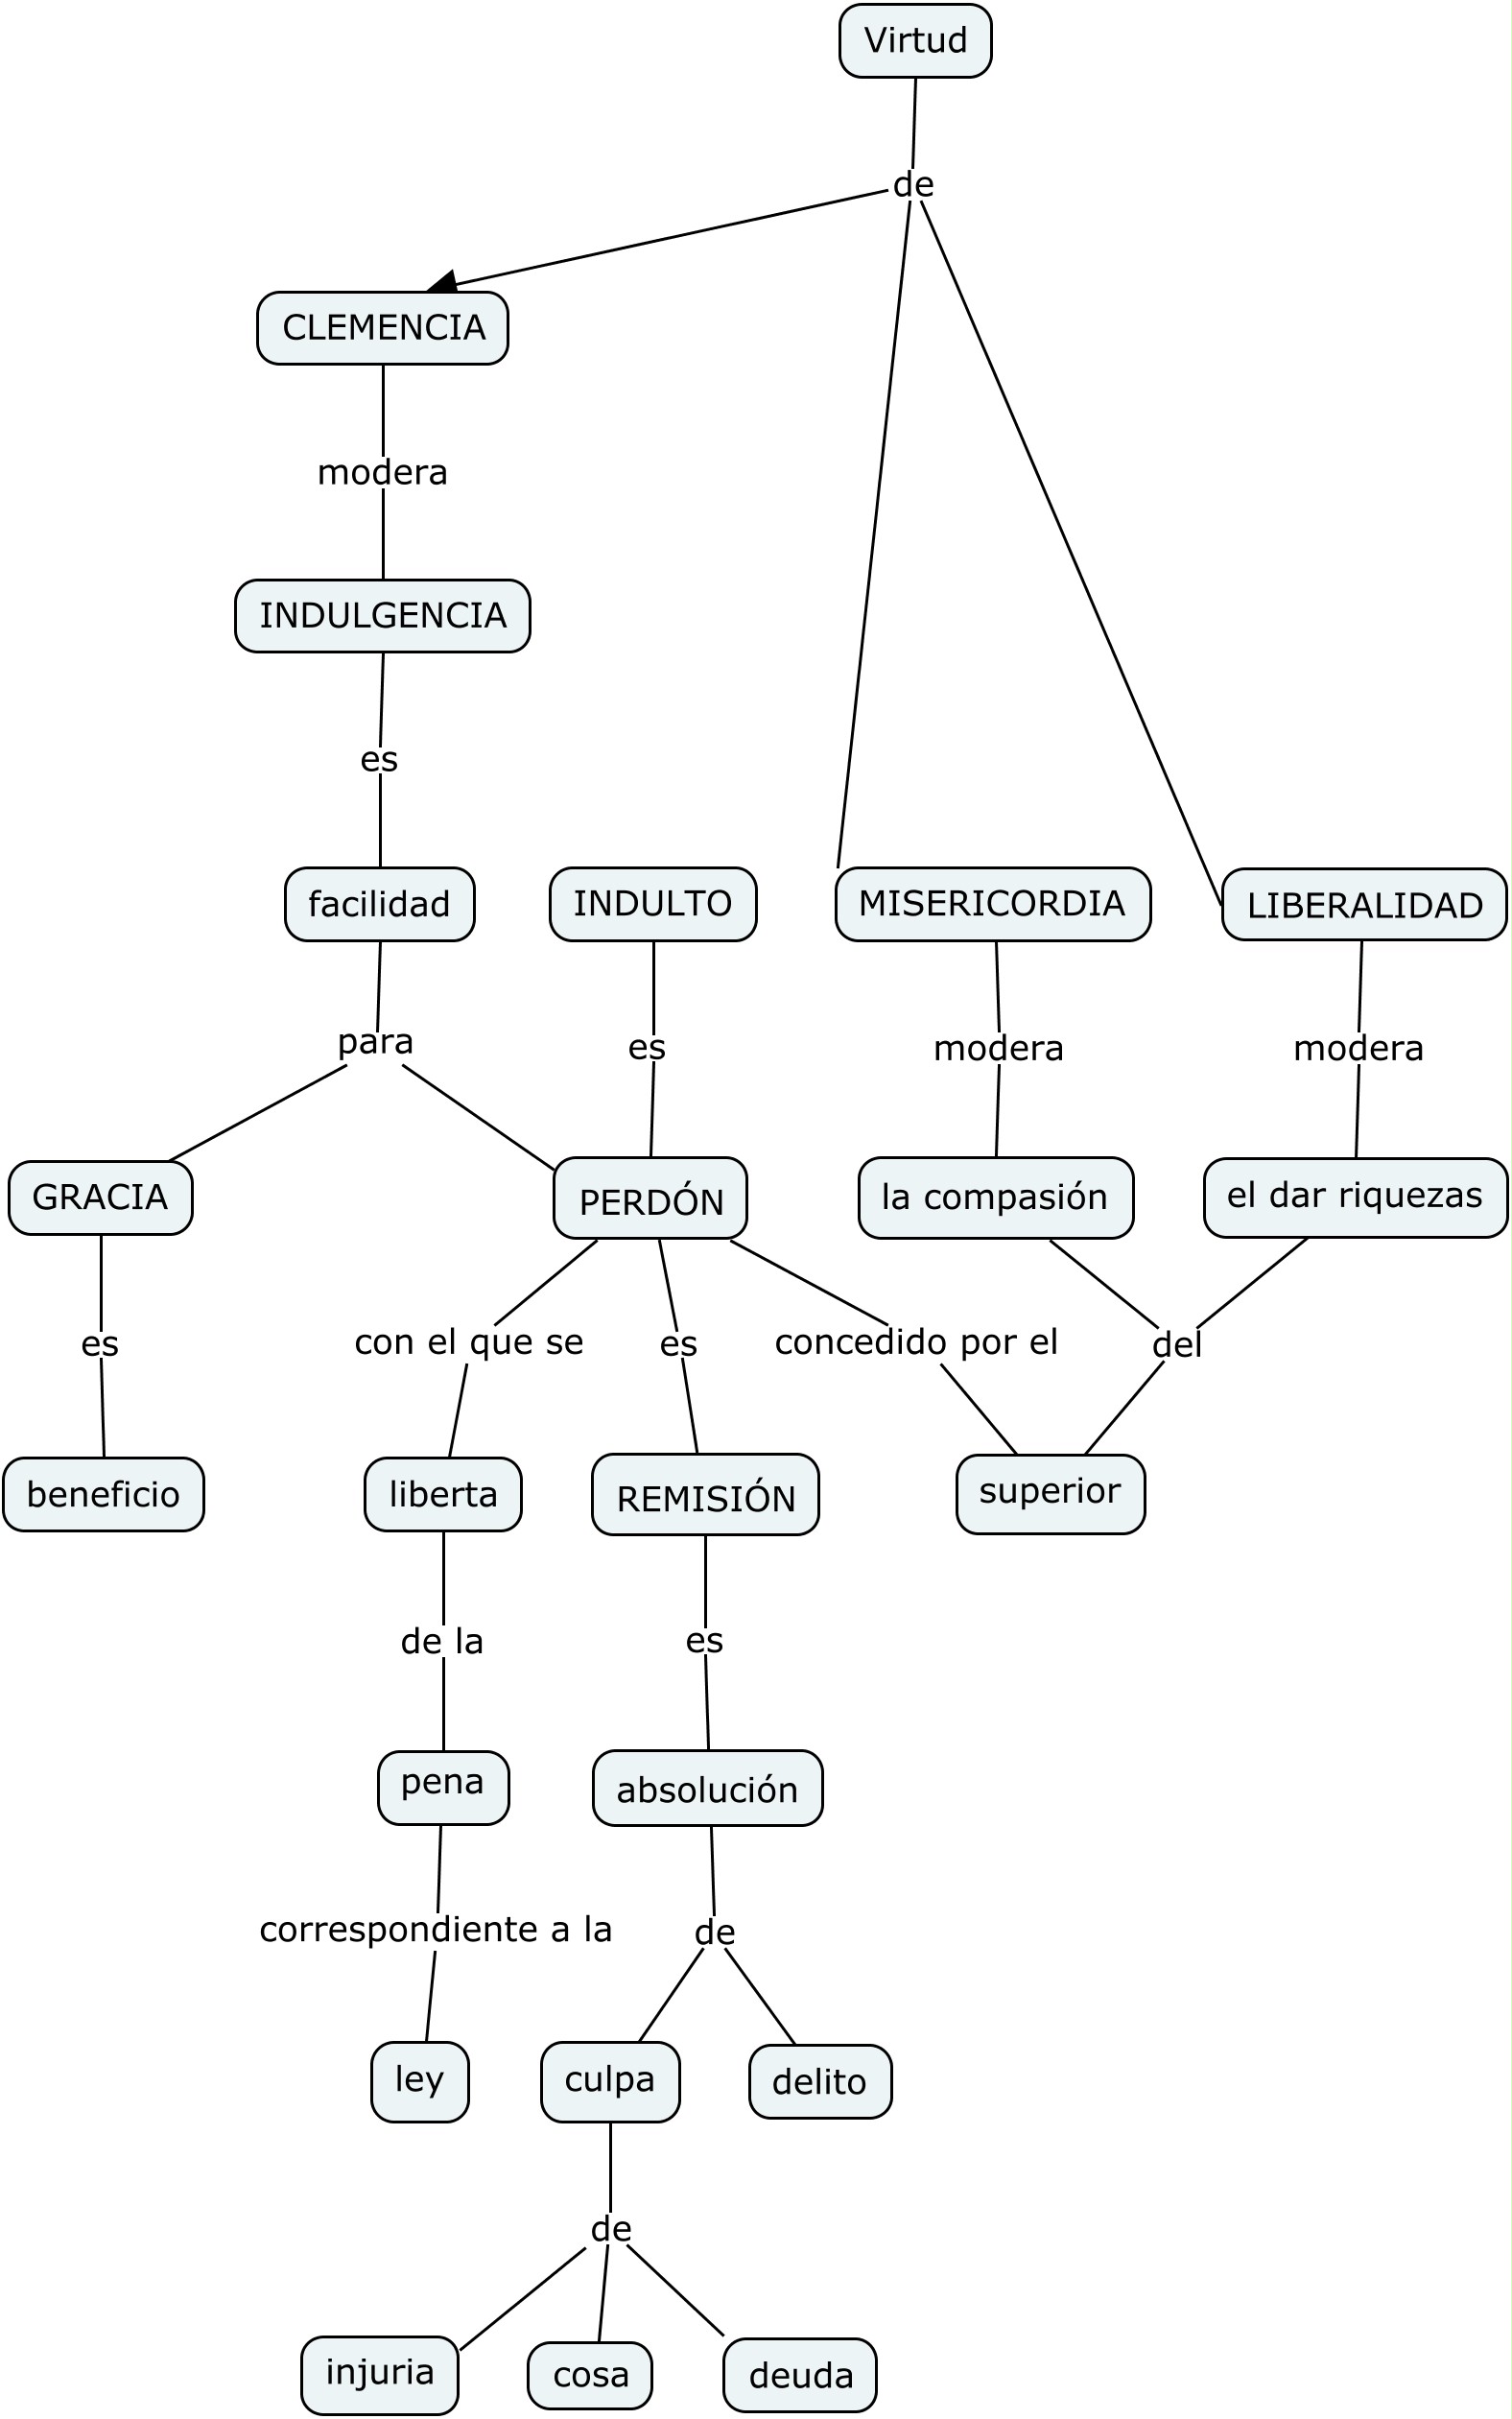 Virtud
de
CLEMENCIA
modera
INDULGENCIA
es
facilidad
INDULTO
MISERICORDIA
LIBERALIDAD
para
es
modera
modera
GRACIA
PERDÓN
la compasión
el dar riquezas
es
con el que se
es
concedido por el
del
beneficio
liberta
REMISIÓN
superior
de la
es
pena
absolución
correspondiente a la
de
ley
culpa
delito
de
injuria
cosa
deuda